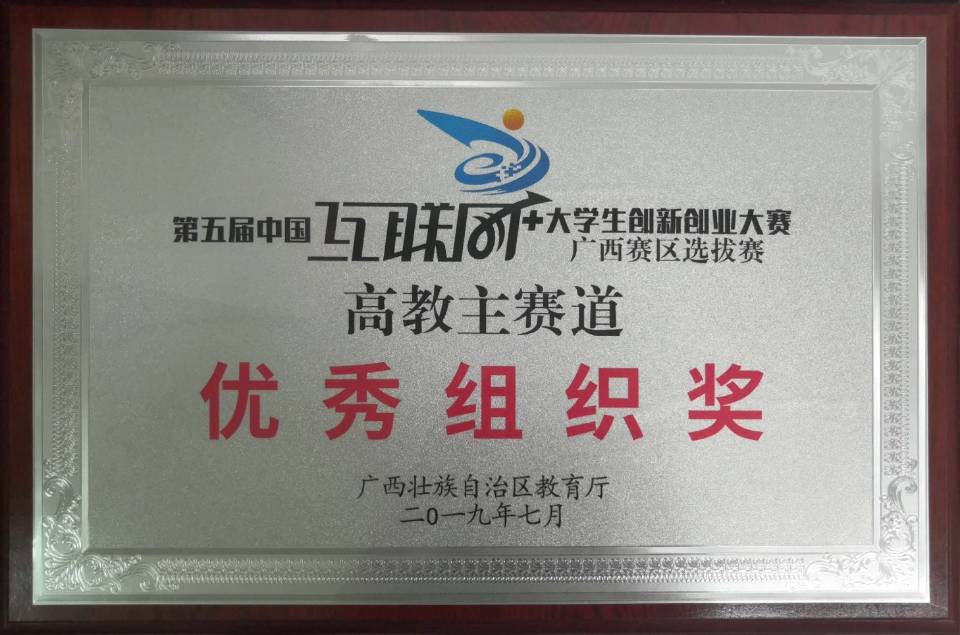 第五届中国互联网+大学生创新创业大赛
广西赛区选拔赛
高教主赛道
优秀组织奖
广西壮族自治区教育厅
二0一九年七月